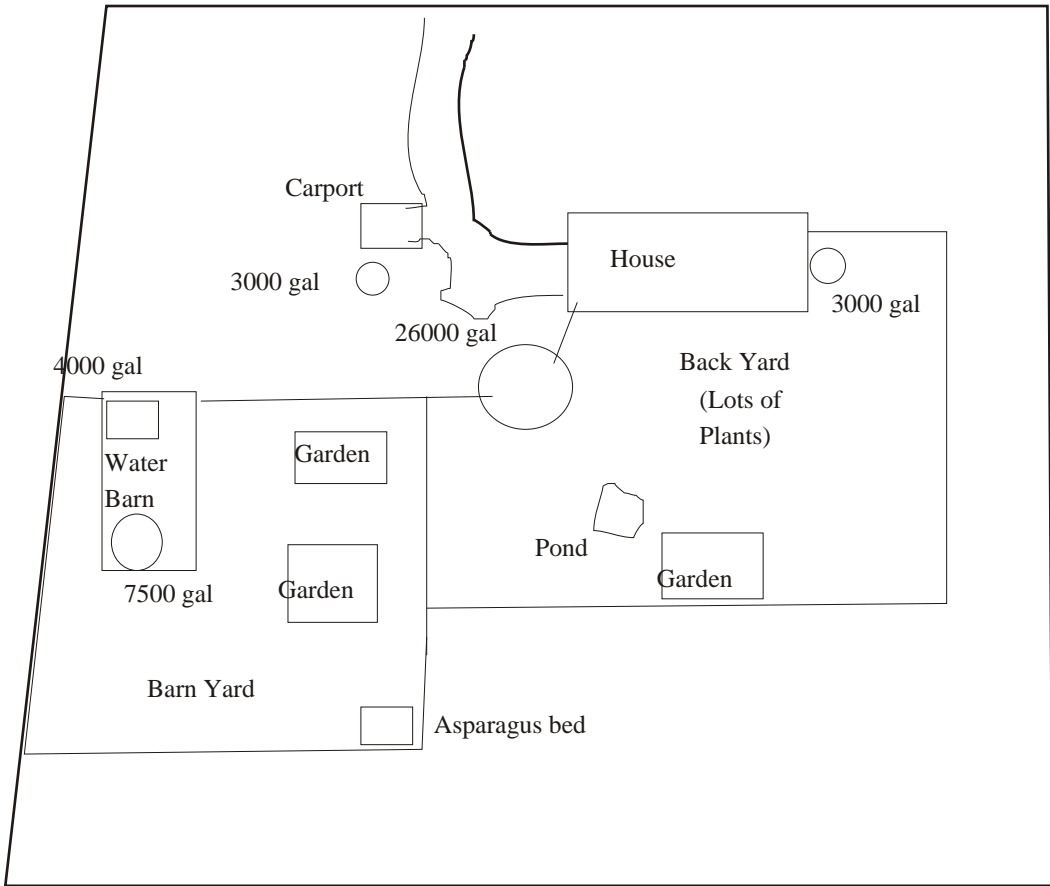 Carport
House
3000 gal
3000 gal
26000 gal
4000 gal
Back Yard
(Lots of
Plants)
Garden
Water
Barn
Pond
Garden
Garden
7500 gal
Barn Yard
Asparagus bed